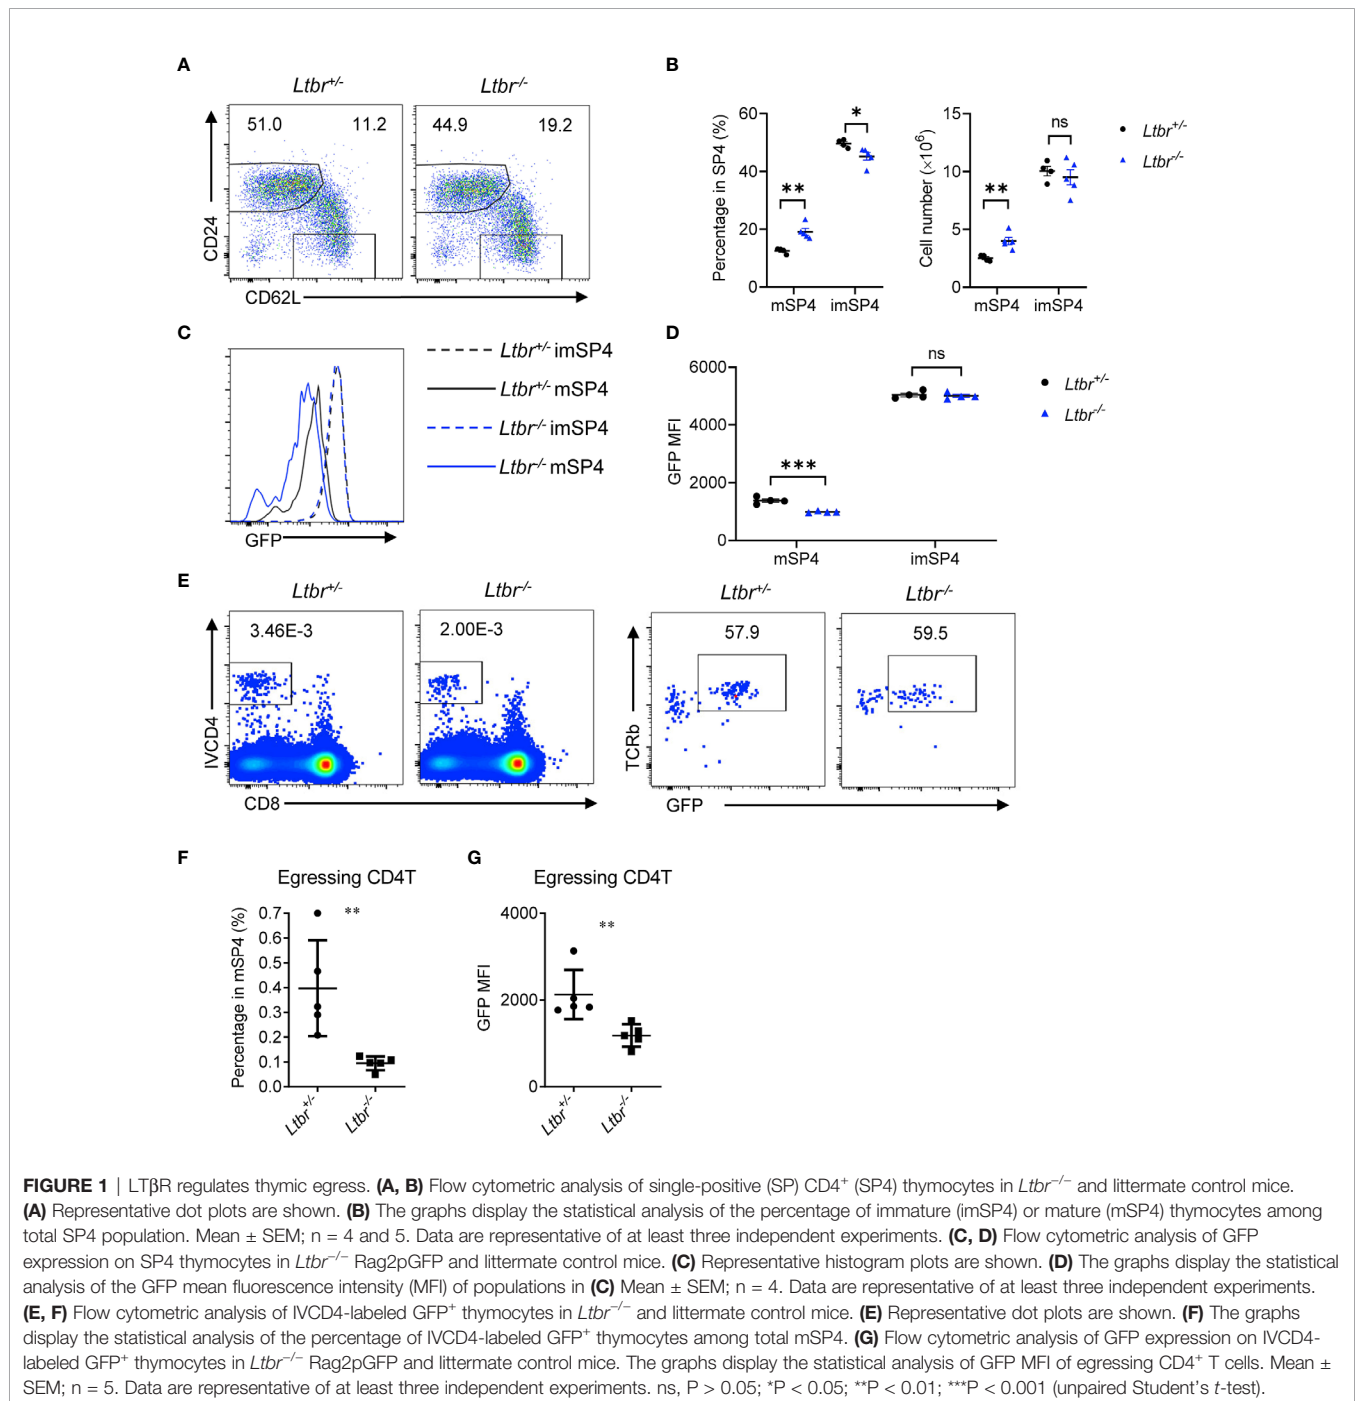 A
Ltbr+/-
Ltbr-/-
51.0
11.2
44.9
19.2
CD24
CD62L
B
Percentage in SP4 (%)
60
40
20
0
**
*
mSP4
imSP4
Cell number (×10⁶)
15
10
5
0
**
ns
mSP4
imSP4
Ltbr+/-
Ltbr-/-
C
Ltbr+/- imSP4
Ltbr+/- mSP4
Ltbr-/- imSP4
Ltbr-/- mSP4
GFP
D
GFP MFI
6000
4000
2000
0
***
ns
mSP4
imSP4
Ltbr+/-
Ltbr-/-
E
Ltbr+/-
Ltbr-/-
3.46E-3
2.00E-3
IVCD4
CD8
Ltbr+/-
Ltbr-/-
57.9
59.5
TCRb
GFP
F
Egressing CD4T
Percentage in mSP4 (%)
0.7
0.6
0.5
0.4
0.3
0.2
0.1
0.0
**
Ltbr+/-
Ltbr-/-
G
Egressing CD4T
GFP MFI
4000
2000
0
**
Ltbr+/-
Ltbr-/-
FIGURE 1 | LTβR regulates thymic egress. (A, B) Flow cytometric analysis of single-positive (SP) CD4⁺ (SP4) thymocytes in Ltbr⁻/⁻ and littermate control mice.
(A) Representative dot plots are shown. (B) The graphs display the statistical analysis of the percentage of immature (imSP4) or mature (mSP4) thymocytes among
total SP4 population. Mean ± SEM; n = 4 and 5. Data are representative of at least three independent experiments. (C, D) Flow cytometric analysis of GFP
expression on SP4 thymocytes in Ltbr⁻/⁻ Rag2pGFP and littermate control mice. (C) Representative histogram plots are shown. (D) The graphs display the statistical
analysis of the GFP mean fluorescence intensity (MFI) of populations in (C) Mean ± SEM; n = 4. Data are representative of at least three independent experiments.
(E, F) Flow cytometric analysis of IVCD4-labeled GFP⁺ thymocytes in Ltbr⁻/⁻ and littermate control mice. (E) Representative dot plots are shown. (F) The graphs
display the statistical analysis of the percentage of IVCD4-labeled GFP⁺ thymocytes among total mSP4. (G) Flow cytometric analysis of GFP expression on IVCD4-
labeled GFP⁺ thymocytes in Ltbr⁻/⁻ Rag2pGFP and littermate control mice. The graphs display the statistical analysis of GFP MFI of egressing CD4⁺ T cells. Mean ±
SEM; n = 5. Data are representative of at least three independent experiments. ns, P > 0.05; *P < 0.05; **P < 0.01; ***P < 0.001 (unpaired Student's t-test).